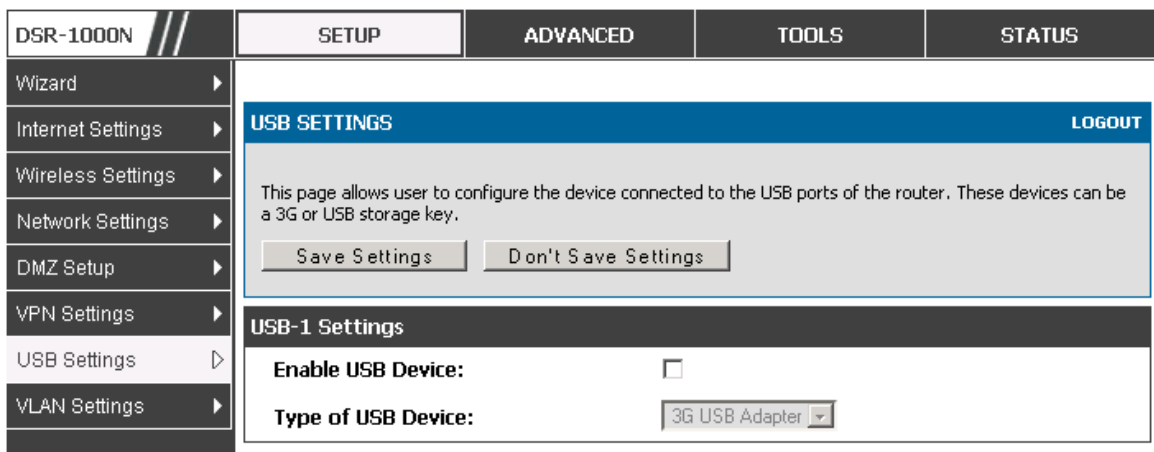 DSR-1000N
SETUP
ADVANCED
TOOLS
STATUS
Wizard
Internet Settings
Wireless Settings
Network Settings
DMZ Setup
VPN Settings
USB Settings
VLAN Settings
USB SETTINGS
LOGOUT
This page allows user to configure the device connected to the USB ports of the router. These devices can be
a 3G or USB storage key.
Save Settings
Don't Save Settings
USB-1 Settings
Enable USB Device:
Type of USB Device:
3G USB Adapter